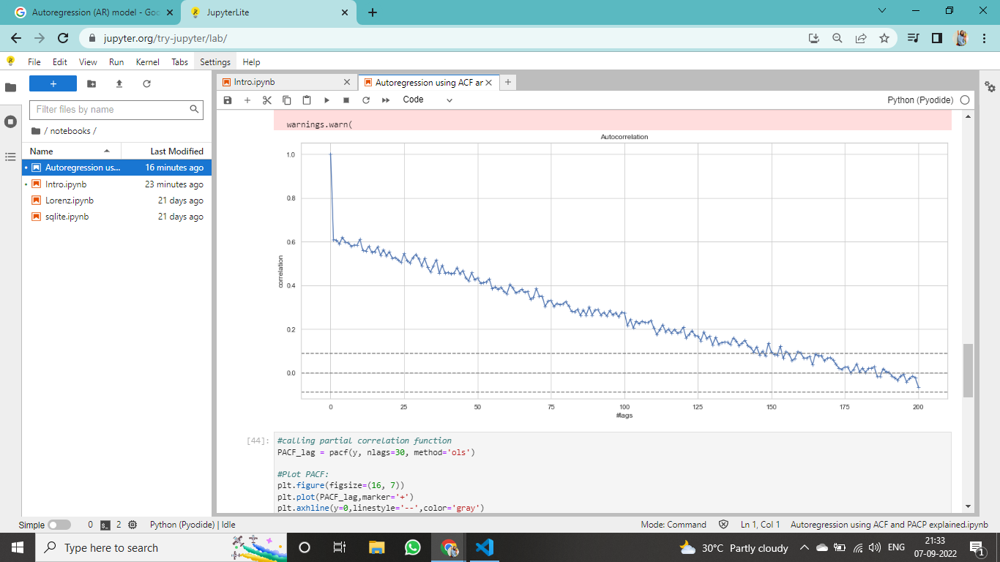 Autoregression (AR) model - Goo
JupyterLite
jupyter.org/try-jupyter/lab/
File Edit View Run Kernel Tabs Settings Help
Filter files by name
/ notebooks /
Name Last Modified
Autoregression us... 16 minutes ago
Intro.ipynb 23 minutes ago
Lorenz.ipynb 21 days ago
sqlite.ipynb 21 days ago
Intro.ipynb
Autoregression using ACF ar
Code
Python (Pyodide)
warnings.warn(
Autocorrelation
correlation
1.0
0.8
0.6
0.4
0.2
0.0
0 25 50 75 100 125 150 175 200
#lags
[44]:
#calling partial correlation function
PACF_lag = pacf(y, nlags=30, method='ols')
#Plot PACF:
plt.figure(figsize=(16, 7))
plt.plot(PACF_lag,marker='+')
plt.axhline(y=0,linestyle='--',color='gray')
Simple 0 2 Python (Pyodide) | Idle
Mode: Command Ln 1, Col 1 Autoregression using ACF and PACP explained.ipynb
Type here to search
30°C Partly cloudy
ENG
21:33
07-09-2022
1